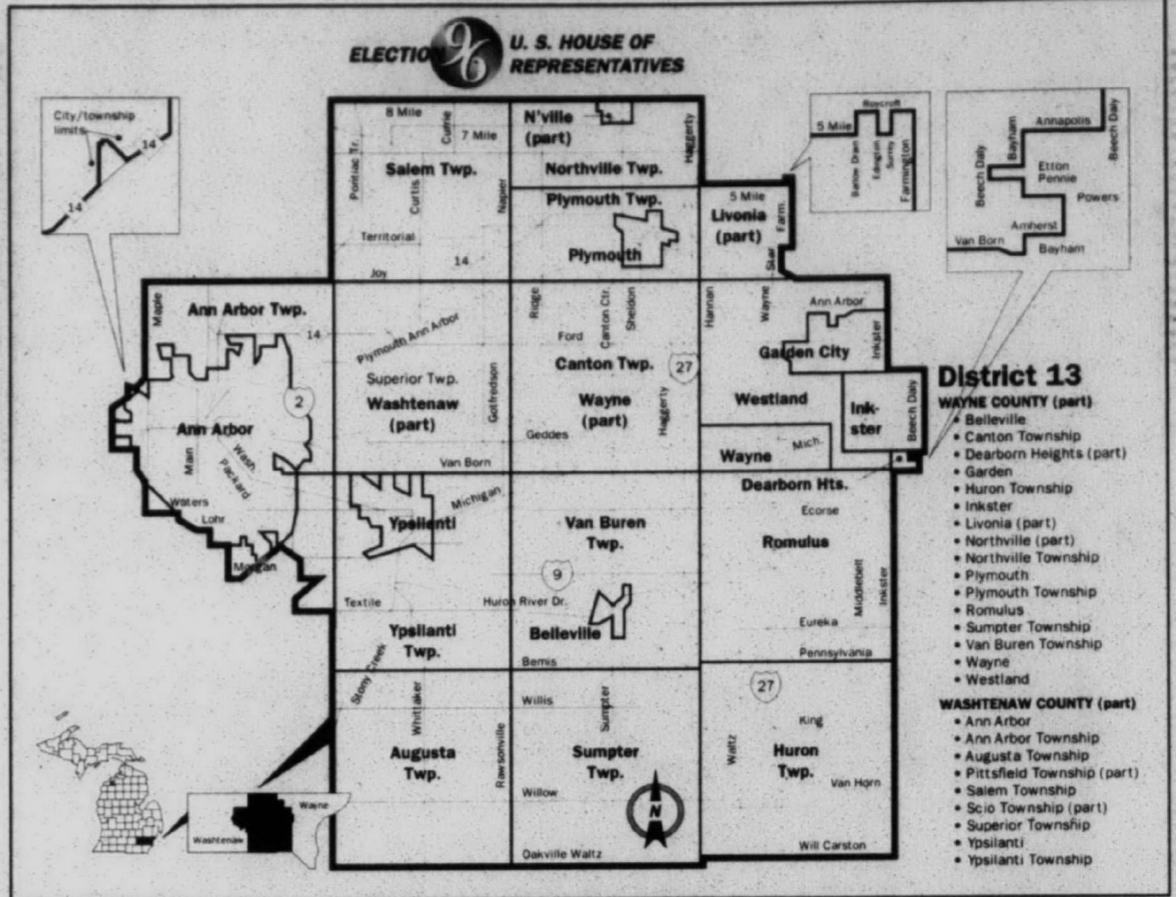 ELECTION 96 U. S. HOUSE OF
REPRESENTATIVES
City/township
limits
14
14
8 Mile
Currie
7 Mile
Pontiac Tr.
Salem Twp.
Curtis
Napier
Territorial
14
Joy
N'ville
(part)
Haggerty
Northville Twp.
Plymouth Twp.
Plymouth
5 Mile
Livonia
(part)
Farm.
Star
5 Mile
Roycroft
Barlow Drain
Edington
Surrey
Farmington
Annapolis
Bayham
Beech Daly
Beech Daly
Etton
Pennie
Powers
Amherst
Van Born
Bayham
Maple
Ann Arbor Twp.
14
Ann Arbor
2
Main
Wash.
Packard
Waters
Lohr
Morgan
Plymouth Ann Arbor
Superior Twp.
Washtenaw
(part)
Gotfredson
Van Born
Ridge
Ford
Canton Ctr.
Sheldon
Canton Twp.
27
Wayne
(part)
Haggerty
Geddes
Hannan
Wayne
Ann Arbor
Garden City
Inkster
Westland
Ink-
ster
Beech Daly
Wayne
Mich.
Dearborn Hts.
Ecorse
Romulus
Middlebelt
Inkster
Eureka
Pennsylvania
Ypsilenti
Michigan
Van Buren
Twp.
9
Textile
Huron River Dr.
Ypsilanti
Twp.
Belleville
Bemis
Stony Creek
Whittaker
Augusta
Twp.
Rawsonville
Willis
Sumpter
Sumpter
Twp.
Willow
N
Oakville Waltz
27
King
Waltz
Huron
Twp.
Van Horn
Will Carston
Wayne
Washtenaw
District 13
WAYNE COUNTY (part)
• Belleville
• Canton Township
• Dearborn Heights (part)
• Garden
• Huron Township
• Inkster
• Livonia (part)
• Northville (part)
• Northville Township
• Plymouth
• Plymouth Township
• Romulus
• Sumpter Township
• Van Buren Township
• Wayne
• Westland
WASHTENAW COUNTY (part)
• Ann Arbor
• Ann Arbor Township
• Augusta Township
• Pittsfield Township (part)
• Salem Township
• Scio Township (part)
• Superior Township
• Ypsilanti
• Ypsilanti Township